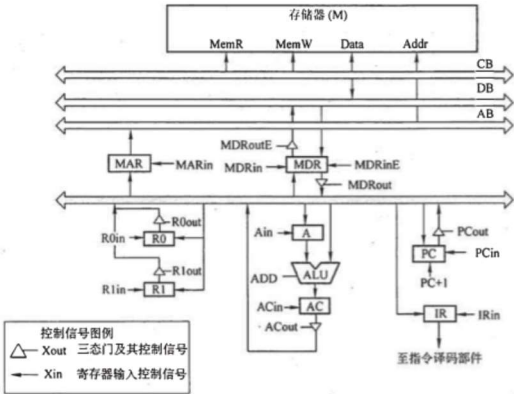 存储器 (M)
MemR MemW Data Addr
CB
DB
AB
MDRoutE
MAR MARin MDRin MDR MDRinE
MDRout
R0out
R0in R0
R1out
R1in R1
Ain A
ADD ALU
ACin AC
ACout
PCout
PC PCin
PC+1
IR IRin
至指令译码部件
控制信号图例
Xout 三态门及其控制信号
Xin 寄存器输入控制信号